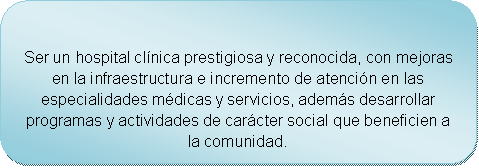 Ser un hospital clínica prestigiosa y reconocida, con mejoras
en la infraestructura e incremento de atención en las
especialidades médicas y servicios, además desarrollar
programas y actividades de carácter social que beneficien a
la comunidad.